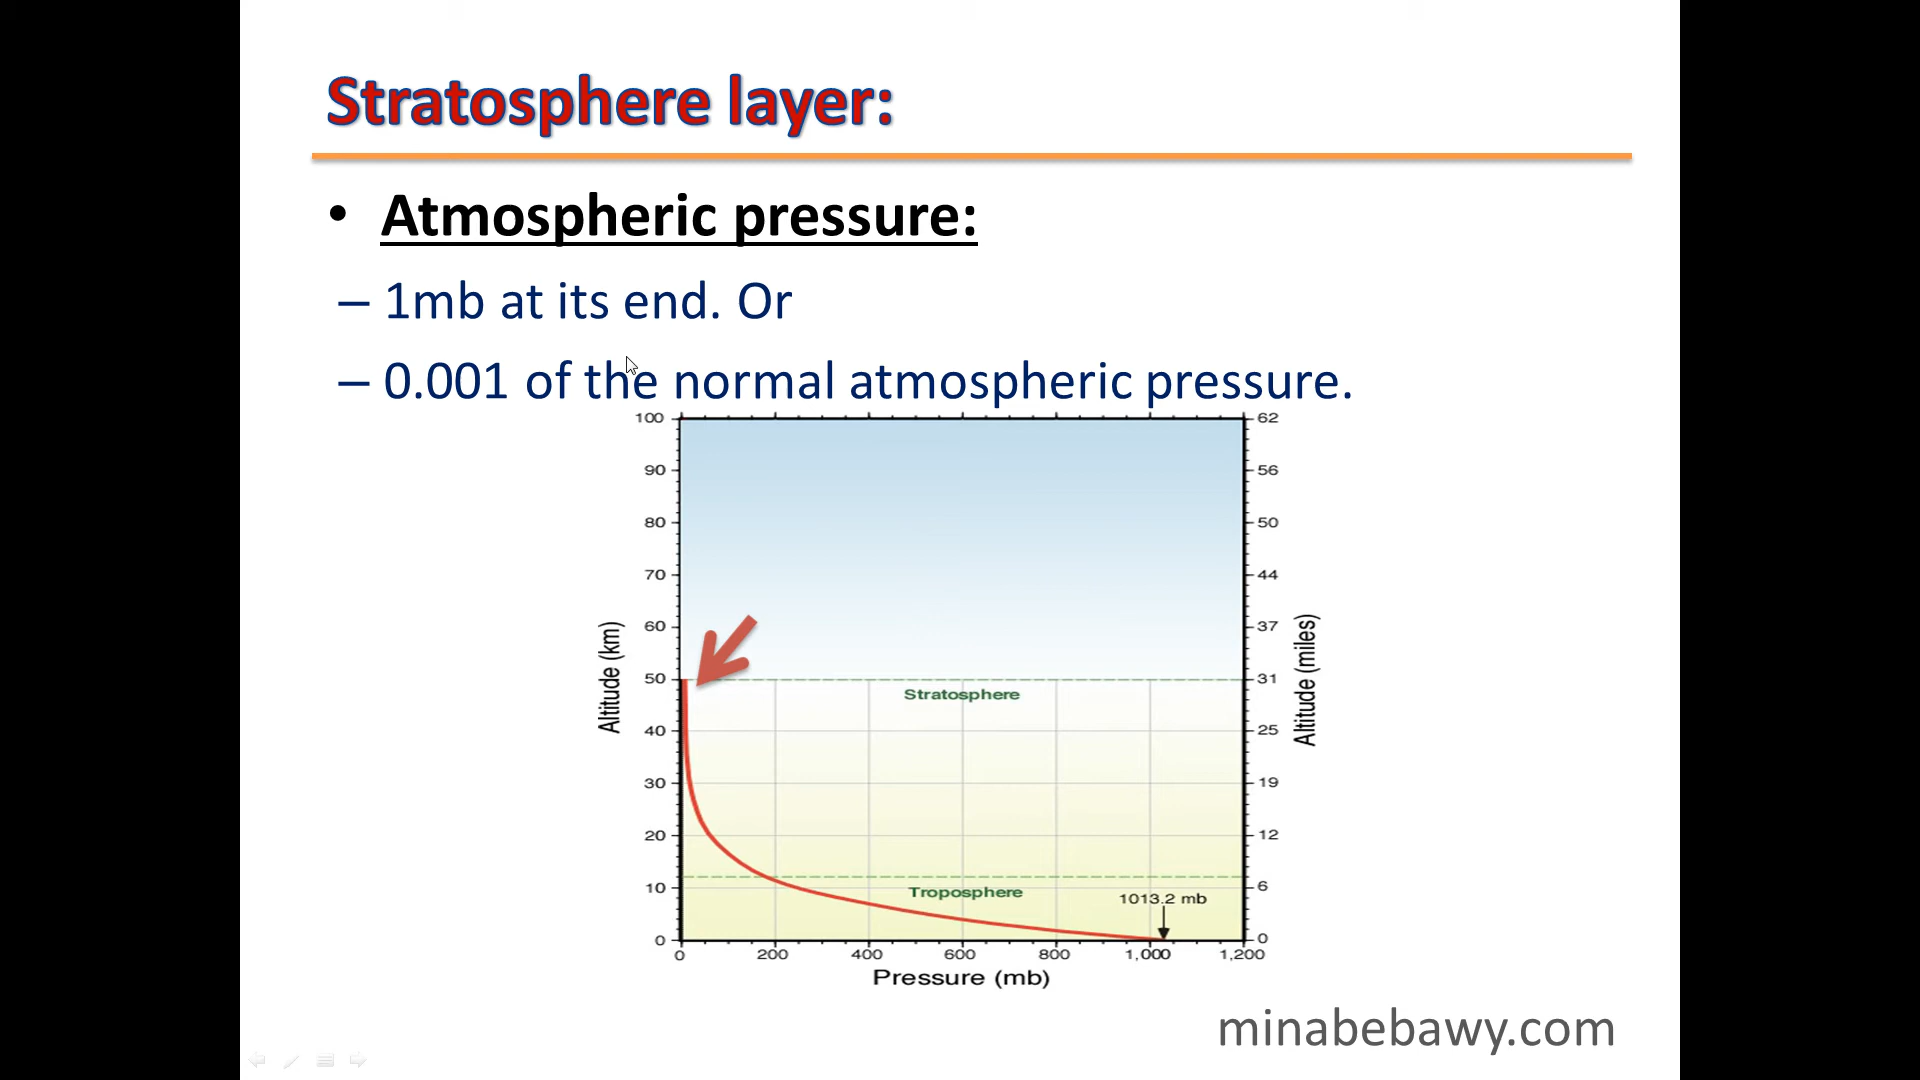 Stratosphere layer:
• Atmospheric pressure:
– 1mb at its end. Or
– 0.001 of the normal atmospheric pressure.
100
90
80
70
60
50
40
30
20
10
0
Altitude (km)
62
56
50
44
37
31
25
19
12
6
0
Altitude (miles)
Stratosphere
Troposphere
1013.2 mb
0 200 400 600 800 1,000 1,200
Pressure (mb)
minabebawy.com